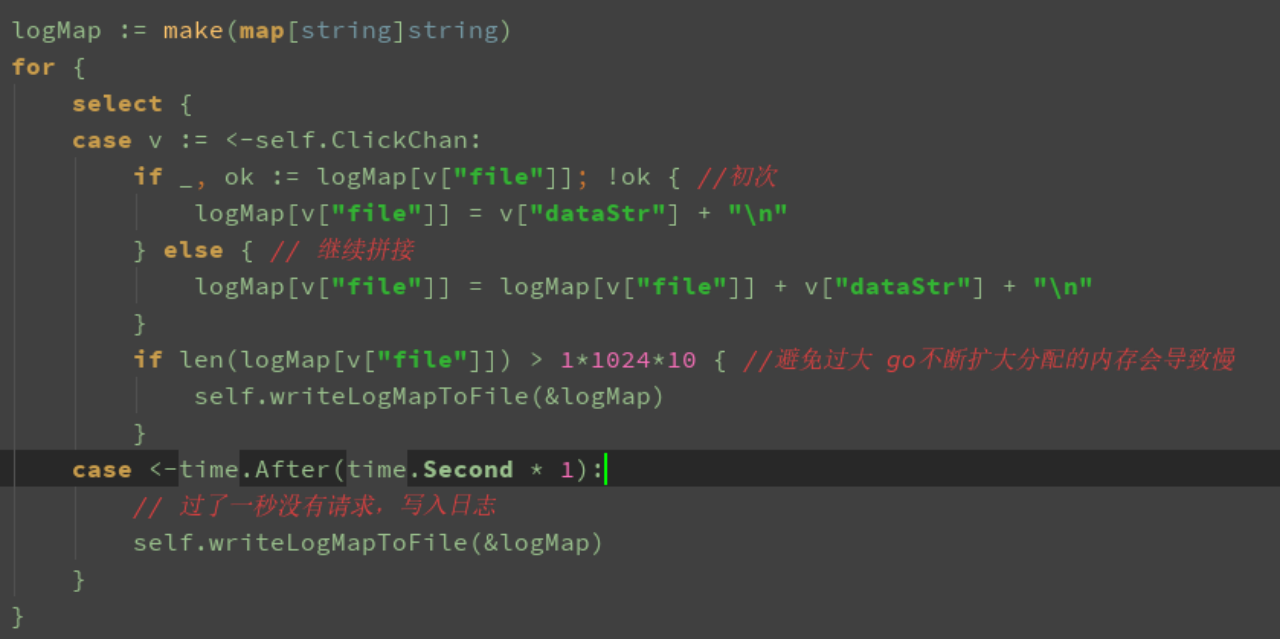 logMap := make(map[string]string)
for {
    select {
    case v := <-self.ClickChan:
        if _, ok := logMap[v["file"]]; !ok { //初次
            logMap[v["file"]] = v["dataStr"] + "\n"
        } else { // 继续拼接
            logMap[v["file"]] = logMap[v["file"]] + v["dataStr"] + "\n"
        }
        if len(logMap[v["file"]]) > 1*1024*10 { //避免过大 go不断扩大分配的内存会导致慢
            self.writeLogMapToFile(&logMap)
        }
    case <-time.After(time.Second * 1):
        // 过了一秒没有请求，写入日志
        self.writeLogMapToFile(&logMap)
    }
}